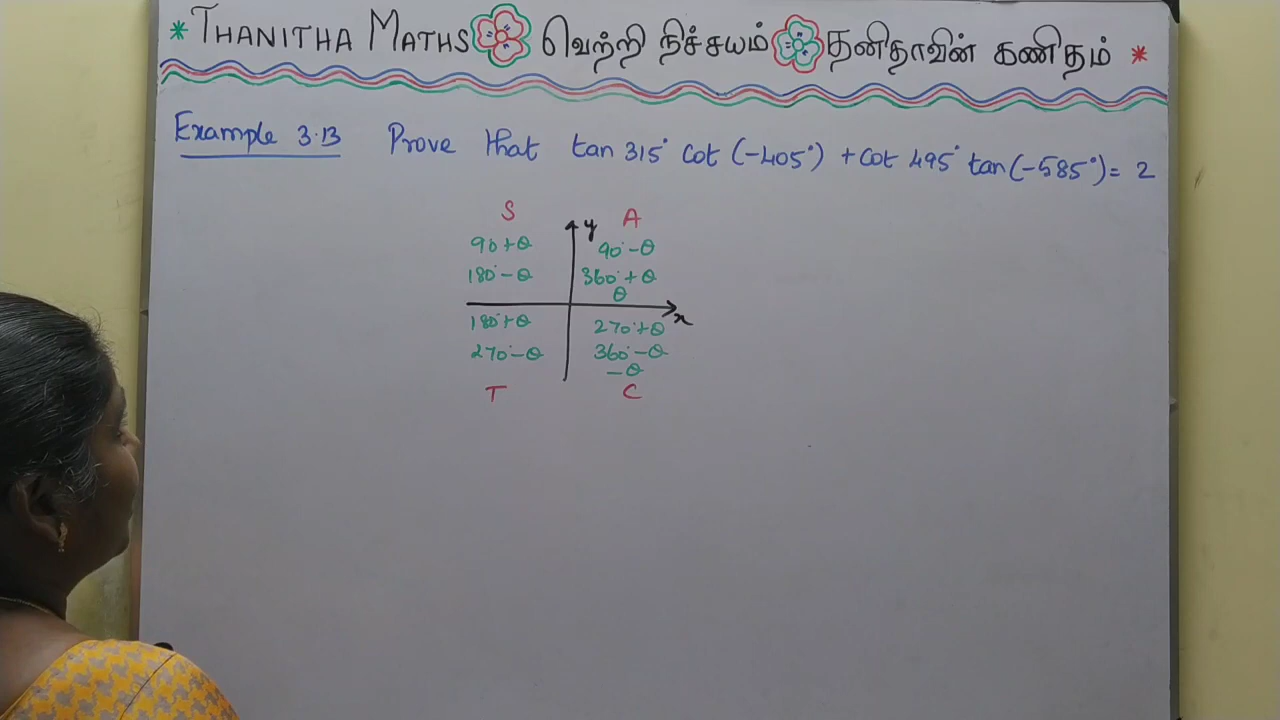 * THANITHA MATHS வெற்றி நிச்சயம் தனிதாவின் கணிதம் *
Example 3.13 Prove that tan 315° cot (-405°) + cot 495° tan (-585°) = 2
S y A
90+θ 90°-θ
180°-θ 360°+θ
θ
x
180°+θ 270°+θ
270°-θ 360°-θ
-θ
T C